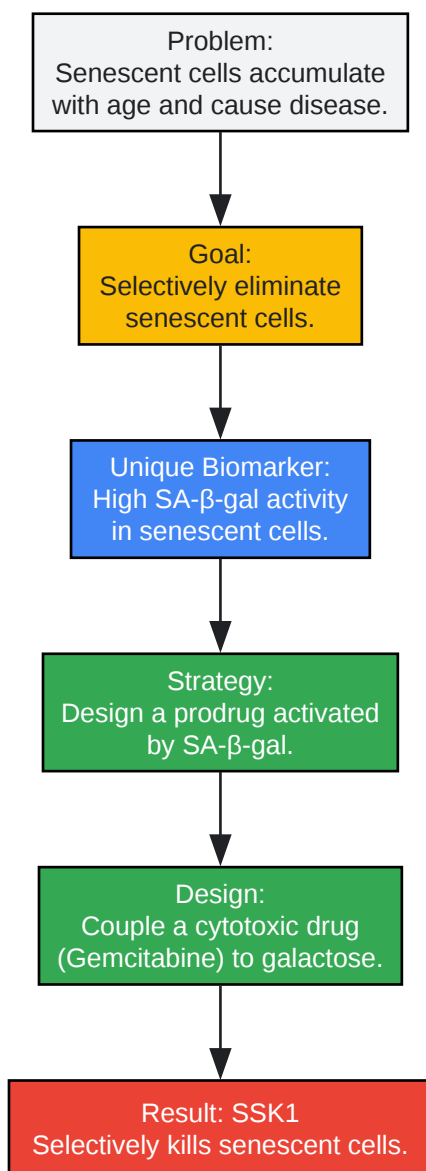 Problem:
Senescent cells accumulate
with age and cause disease.
Goal:
Selectively eliminate
senescent cells.
Unique Biomarker:
High SA-β-gal activity
in senescent cells.
Strategy:
Design a prodrug activated
by SA-β-gal.
Design:
Couple a cytotoxic drug
(Gemcitabine) to galactose.
Result: SSK1
Selectively kills senescent cells.